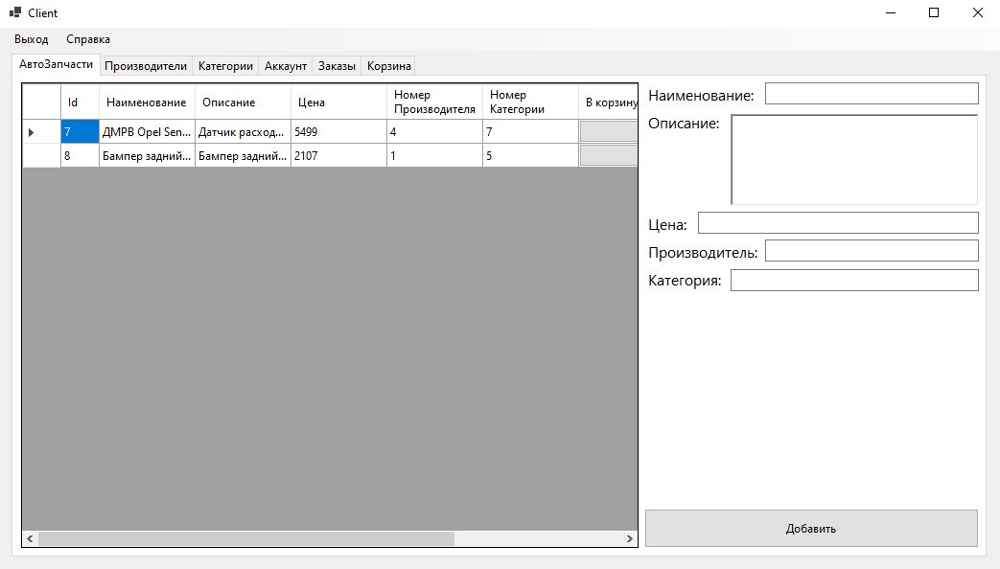 Client
Выход Справка
АвтоЗапчасти Производители Категории Аккаунт Заказы Корзина
Id Наименование Описание Цена Номер Производителя Номер Категории В корзину
7 ДМРВ Opel Sen... Датчик расход... 5499 4 7
8 Бампер задний... Бампер задний... 2107 1 5
Наименование:
Описание:
Цена:
Производитель:
Категория:
Добавить